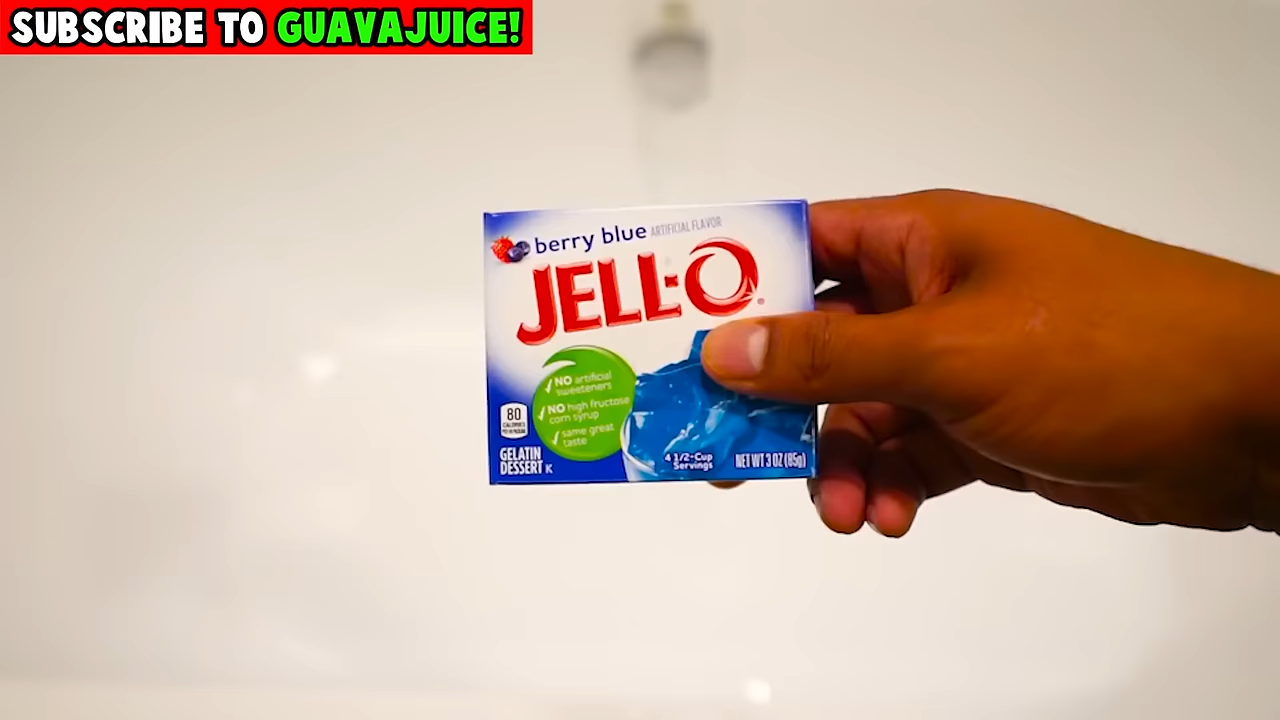 SUBSCRIBE TO GUAVAJUICE!
berry blue ARTIFICIAL FLAVOR
JELL-O
NO artificial
sweeteners
NO high fructose
corn syrup
same great
taste
80
CALORIES
GELATIN
DESSERT K
4 1/2-Cup
Servings
NET WT 3 OZ (85g)